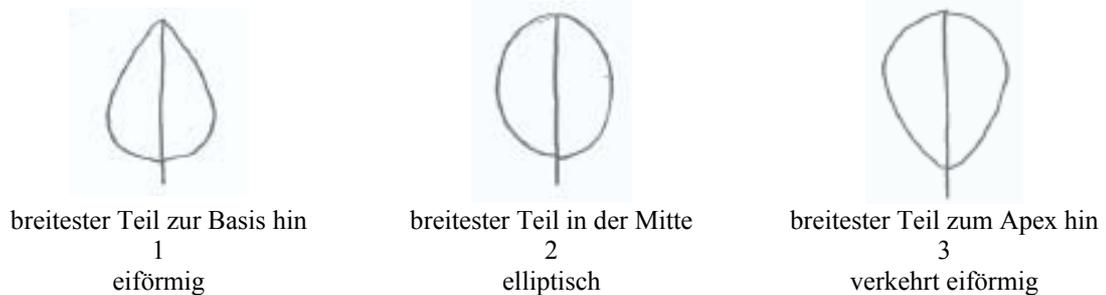 breitester Teil zur Basis hin
1
eiförmig
breitester Teil in der Mitte
2
elliptisch
breitester Teil zum Apex hin
3
verkehrt eiförmig